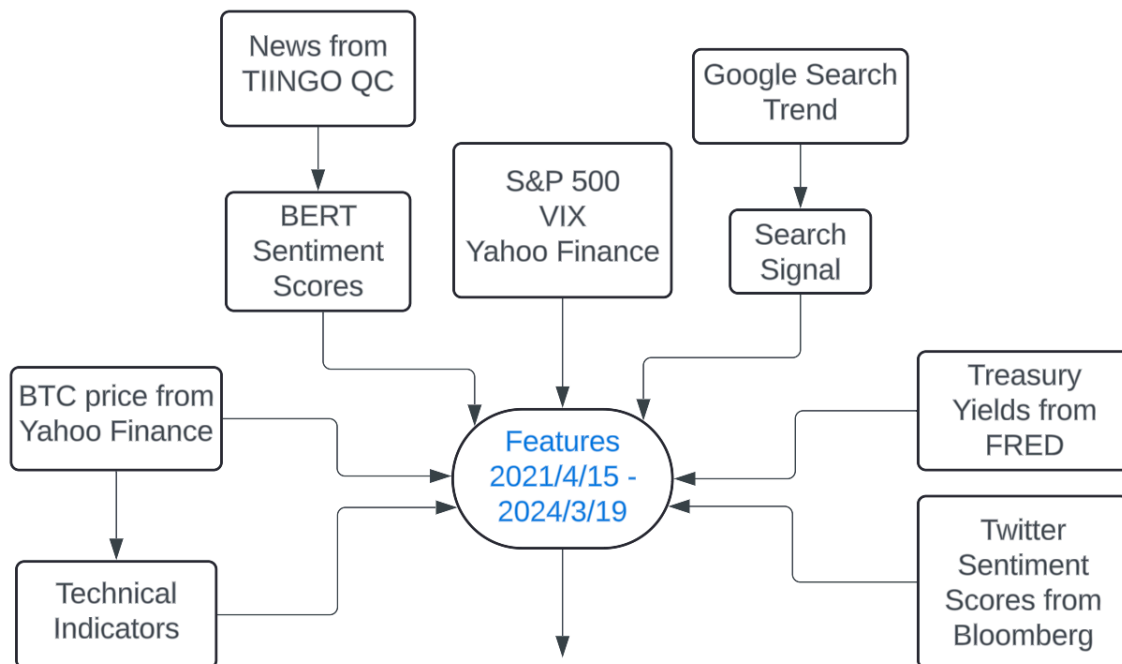 News from
TIINGO QC
Google Search
Trend
S&P 500
VIX
Yahoo Finance
BERT
Sentiment
Scores
Search
Signal
BTC price from
Yahoo Finance
Treasury
Yields from
FRED
Features
2021/4/15 -
2024/3/19
Technical
Indicators
Twitter
Sentiment
Scores from
Bloomberg